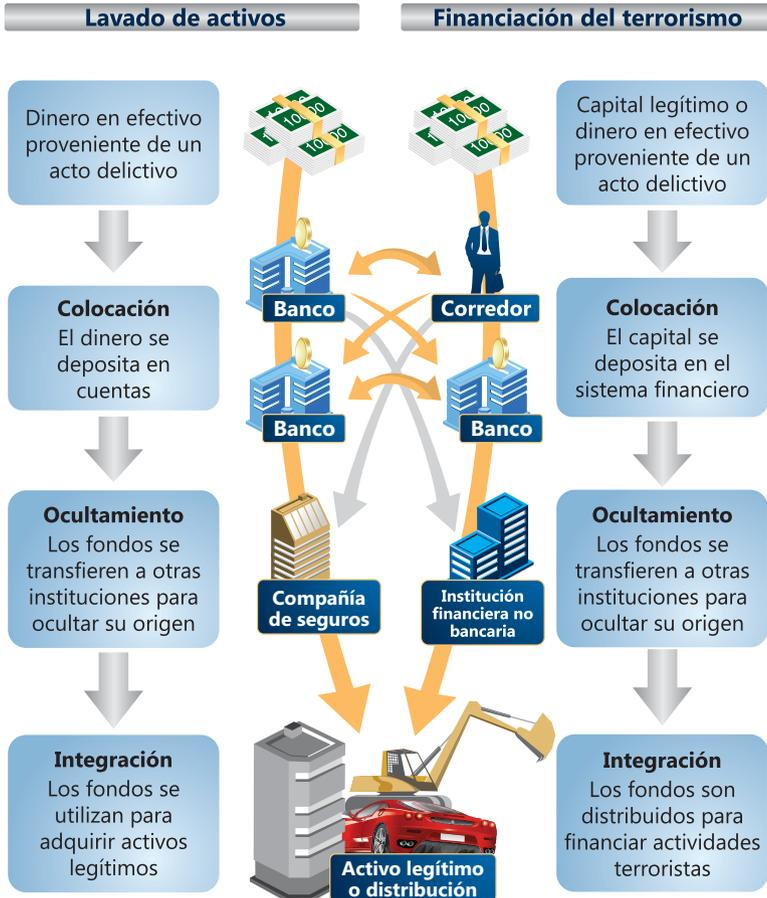 Lavado de activos
Financiación del terrorismo
Dinero en efectivo
proveniente de un
acto delictivo
Capital legítimo o
dinero en efectivo
proveniente de un
acto delictivo
Colocación
El dinero se
deposita en
cuentas
Banco
Corredor
Banco
Banco
Colocación
El capital se
deposita en el
sistema financiero
Ocultamiento
Los fondos se
transfieren a otras
instituciones para
ocultar su origen
Compañía
de seguros
Institución
financiera no
bancaria
Ocultamiento
Los fondos se
transfieren a otras
instituciones para
ocultar su origen
Integración
Los fondos se
utilizan para
adquirir activos
legítimos
Activo legítimo
o distribución
Integración
Los fondos son
distribuidos para
financiar actividades
terroristas